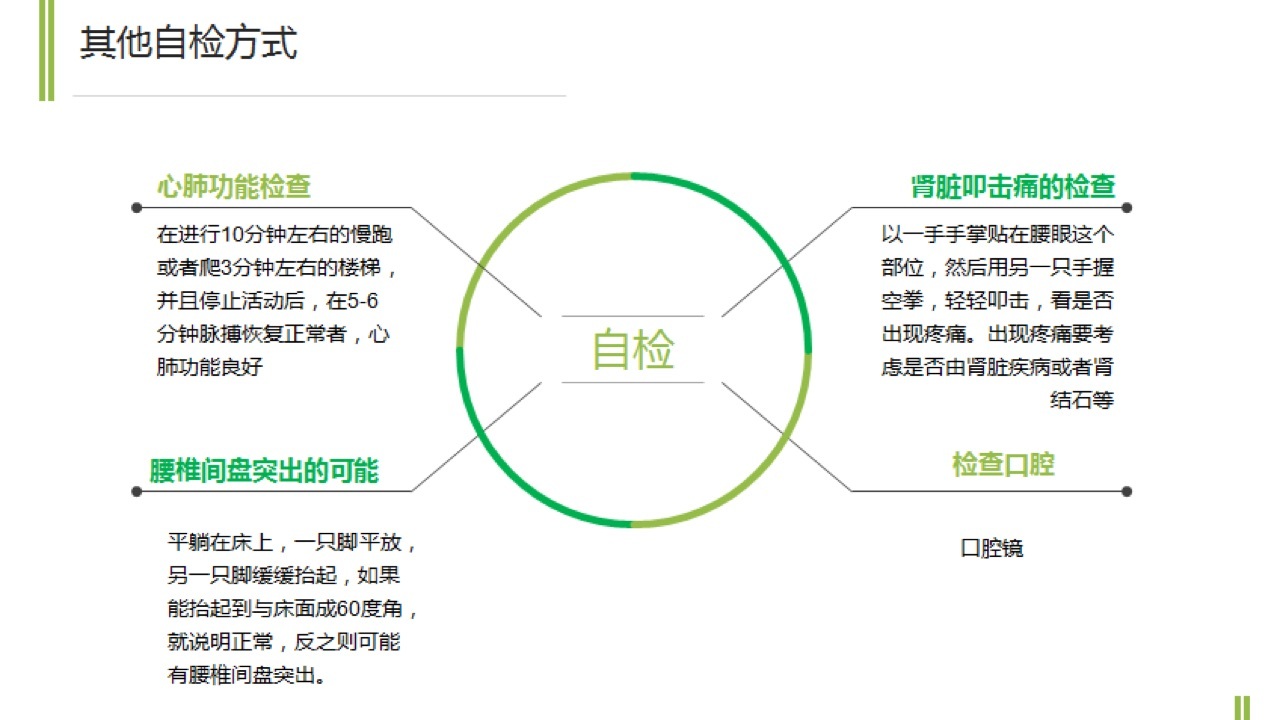 其他自检方式
心肺功能检查
在进行10分钟左右的慢跑
或者爬3分钟左右的楼梯，
并且停止活动后，在5-6
分钟脉搏恢复正常者，心
肺功能良好
肾脏叩击痛的检查
以一手手掌贴在腰眼这个
部位，然后用另一只手握
空拳，轻轻叩击，看是否
出现疼痛。出现疼痛要考
虑是否由肾脏疾病或者肾
结石等
自检
腰椎间盘突出的可能
平躺在床上，一只脚平放，
另一只脚缓缓抬起，如果
能抬起到与床面成60度角，
就说明正常，反之则可能
有腰椎间盘突出。
检查口腔
口腔镜